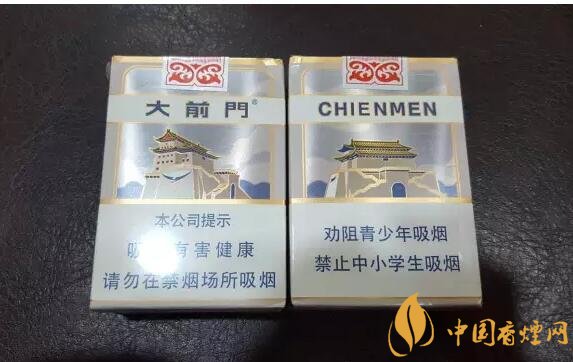 大前門®
本公司提示
吸烟有害健康
请勿在禁烟场所吸烟
CHIENMEN
劝阻青少年吸烟
禁止中小学生吸烟
中国香烟网